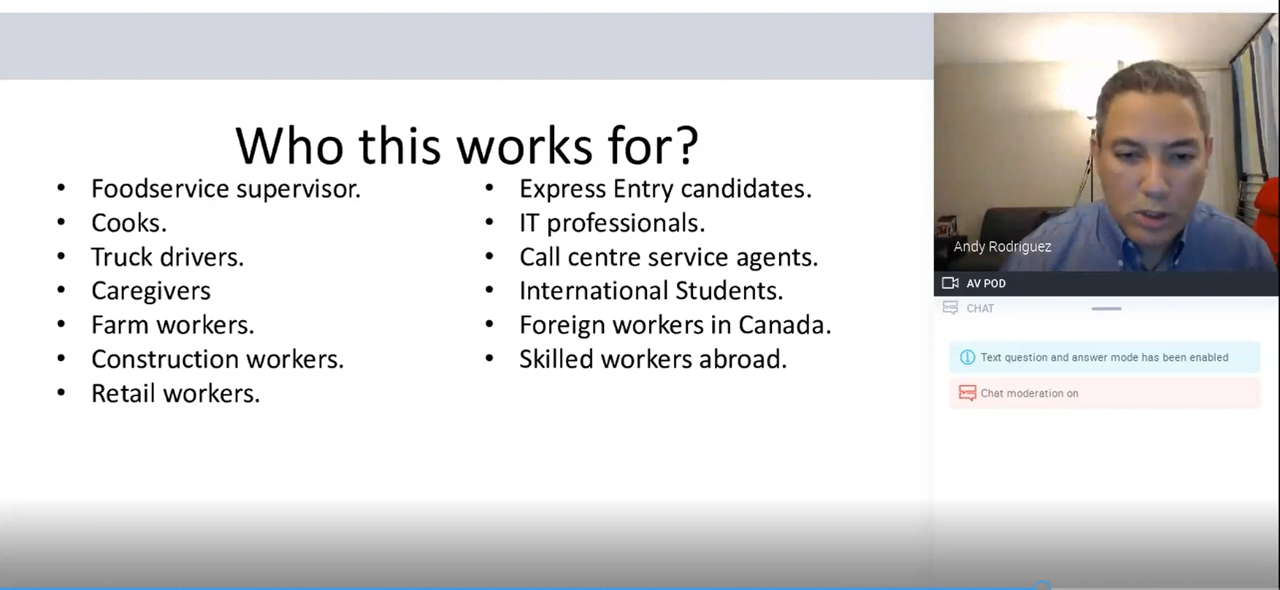 Who this works for?
• Foodservice supervisor.
• Cooks.
• Truck drivers.
• Caregivers
• Farm workers.
• Construction workers.
• Retail workers.
• Express Entry candidates.
• IT professionals.
• Call centre service agents.
• International Students.
• Foreign workers in Canada.
• Skilled workers abroad.
Andy Rodriguez
AV POD
CHAT
Text question and answer mode has been enabled
Chat moderation on